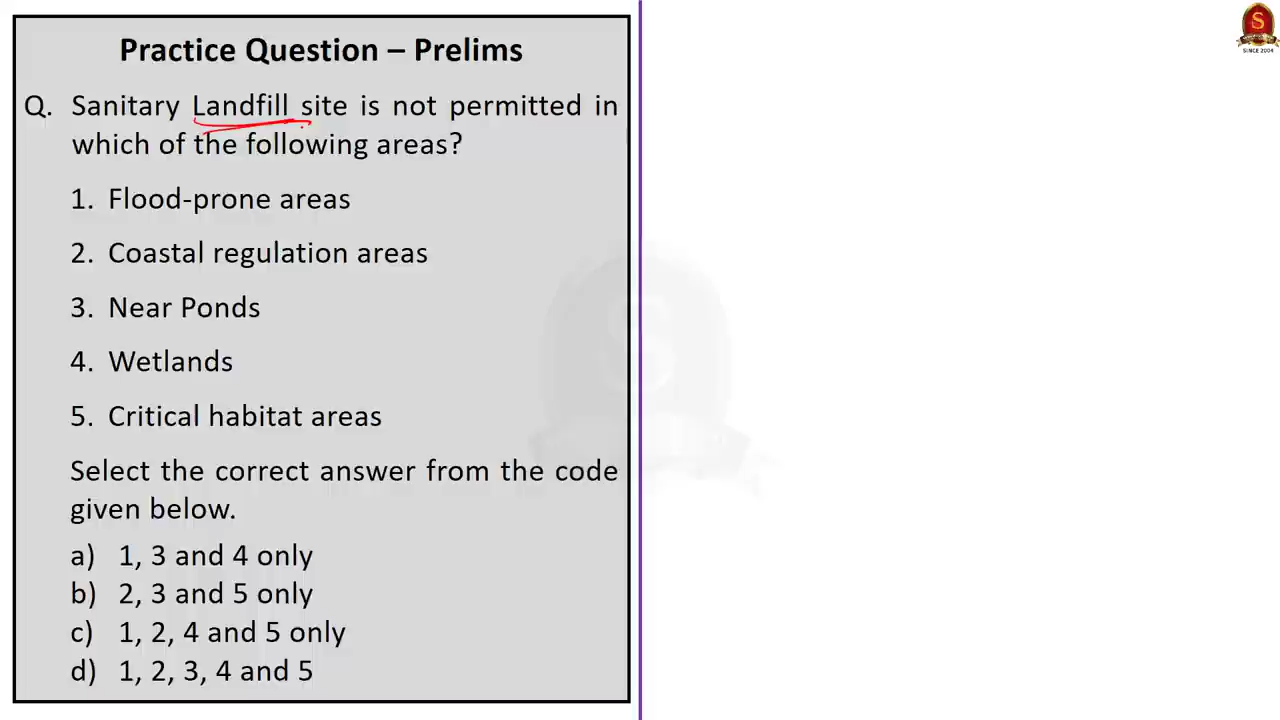 Practice Question – Prelims
Q. Sanitary Landfill site is not permitted in
which of the following areas?
1. Flood-prone areas
2. Coastal regulation areas
3. Near Ponds
4. Wetlands
5. Critical habitat areas
Select the correct answer from the code
given below.
a) 1, 3 and 4 only
b) 2, 3 and 5 only
c) 1, 2, 4 and 5 only
d) 1, 2, 3, 4 and 5
S
SINCE 2004